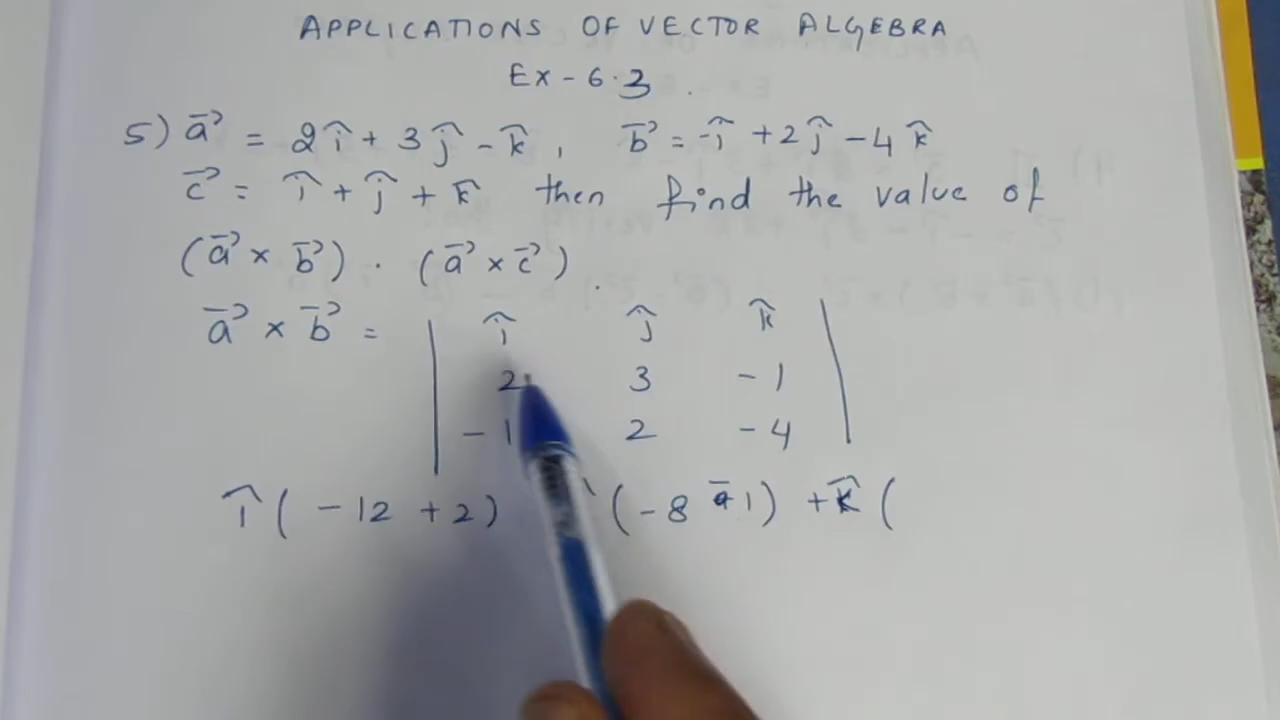 APPLICATIONS OF VECTOR ALGEBRA
Ex - 6.3.
5) a⃗ = 2î + 3ĵ - k̂, b⃗ = -î + 2ĵ - 4k̂
c⃗ = î + ĵ + k̂ then find the value of
(a⃗ × b⃗) · (a⃗ × c⃗).
a⃗ × b⃗ = | î ĵ k̂ |
2 3 -1
-1 2 -4
î(-12 + 2) (-8 - 1) + k̂(